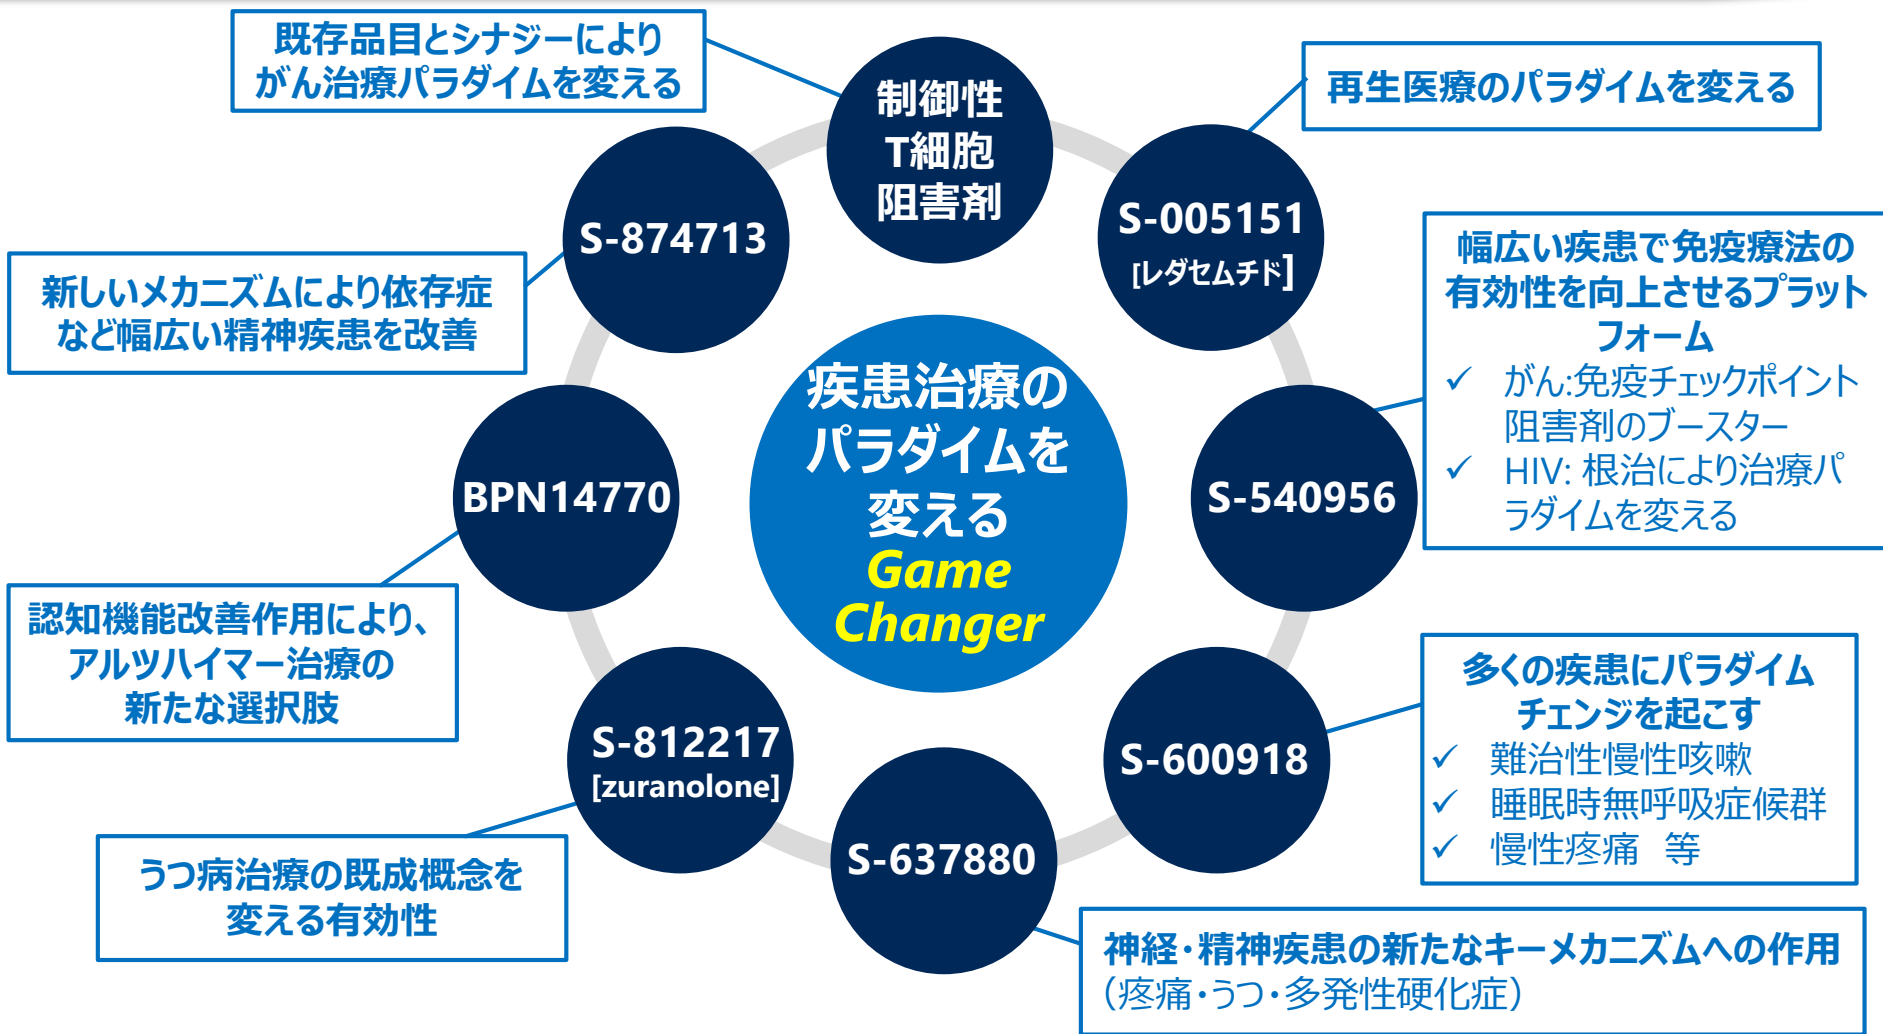 既存品目とシナジーにより
がん治療パラダイムを変える
制御性
T細胞
阻害剤
再生医療のパラダイムを変える
S-874713
S-005151
[レダセムチド]
新しいメカニズムにより依存症
など幅広い精神疾患を改善
幅広い疾患で免疫療法の
有効性を向上させるプラット
フォーム
✓ がん:免疫チェックポイント
阻害剤のブースター
✓ HIV: 根治により治療パ
ラダイムを変える
疾患治療の
パラダイムを
変える
Game
Changer
BPN14770
S-540956
認知機能改善作用により、
アルツハイマー治療の
新たな選択肢
S-812217
[zuranolone]
S-600918
多くの疾患にパラダイム
チェンジを起こす
✓ 難治性慢性咳嗽
✓ 睡眠時無呼吸症候群
✓ 慢性疼痛 等
うつ病治療の既成概念を
変える有効性
S-637880
神経・精神疾患の新たなキーメカニズムへの作用
（疼痛・うつ・多発性硬化症）